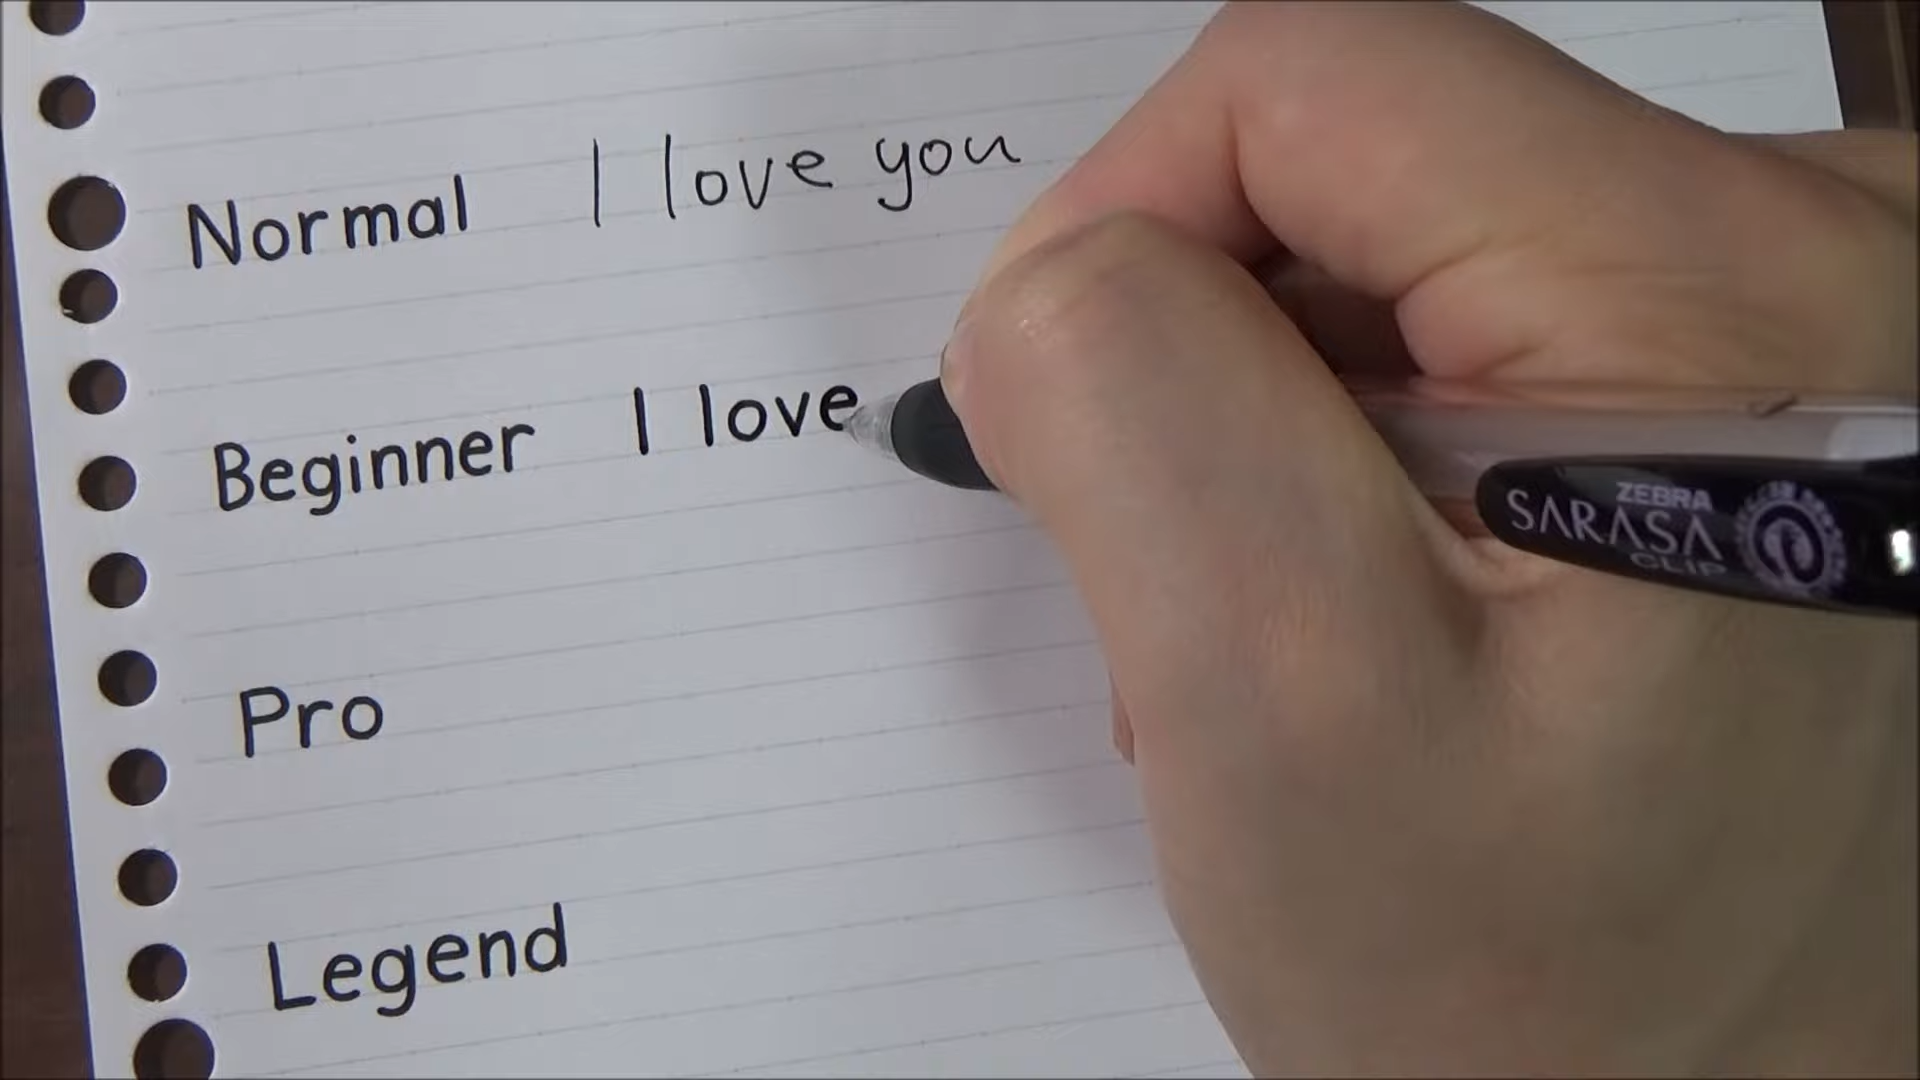 Normal I love you
Beginner I love
Pro
Legend
ZEBRA
SARASA
CLIP